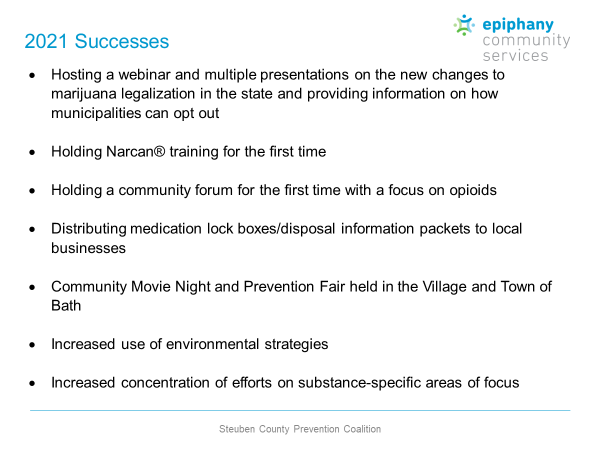 2021 Successes
epiphany
community
services
• Hosting a webinar and multiple presentations on the new changes to
marijuana legalization in the state and providing information on how
municipalities can opt out
• Holding Narcan® training for the first time
• Holding a community forum for the first time with a focus on opioids
• Distributing medication lock boxes/disposal information packets to local
businesses
• Community Movie Night and Prevention Fair held in the Village and Town of
Bath
• Increased use of environmental strategies
• Increased concentration of efforts on substance-specific areas of focus
Steuben County Prevention Coalition